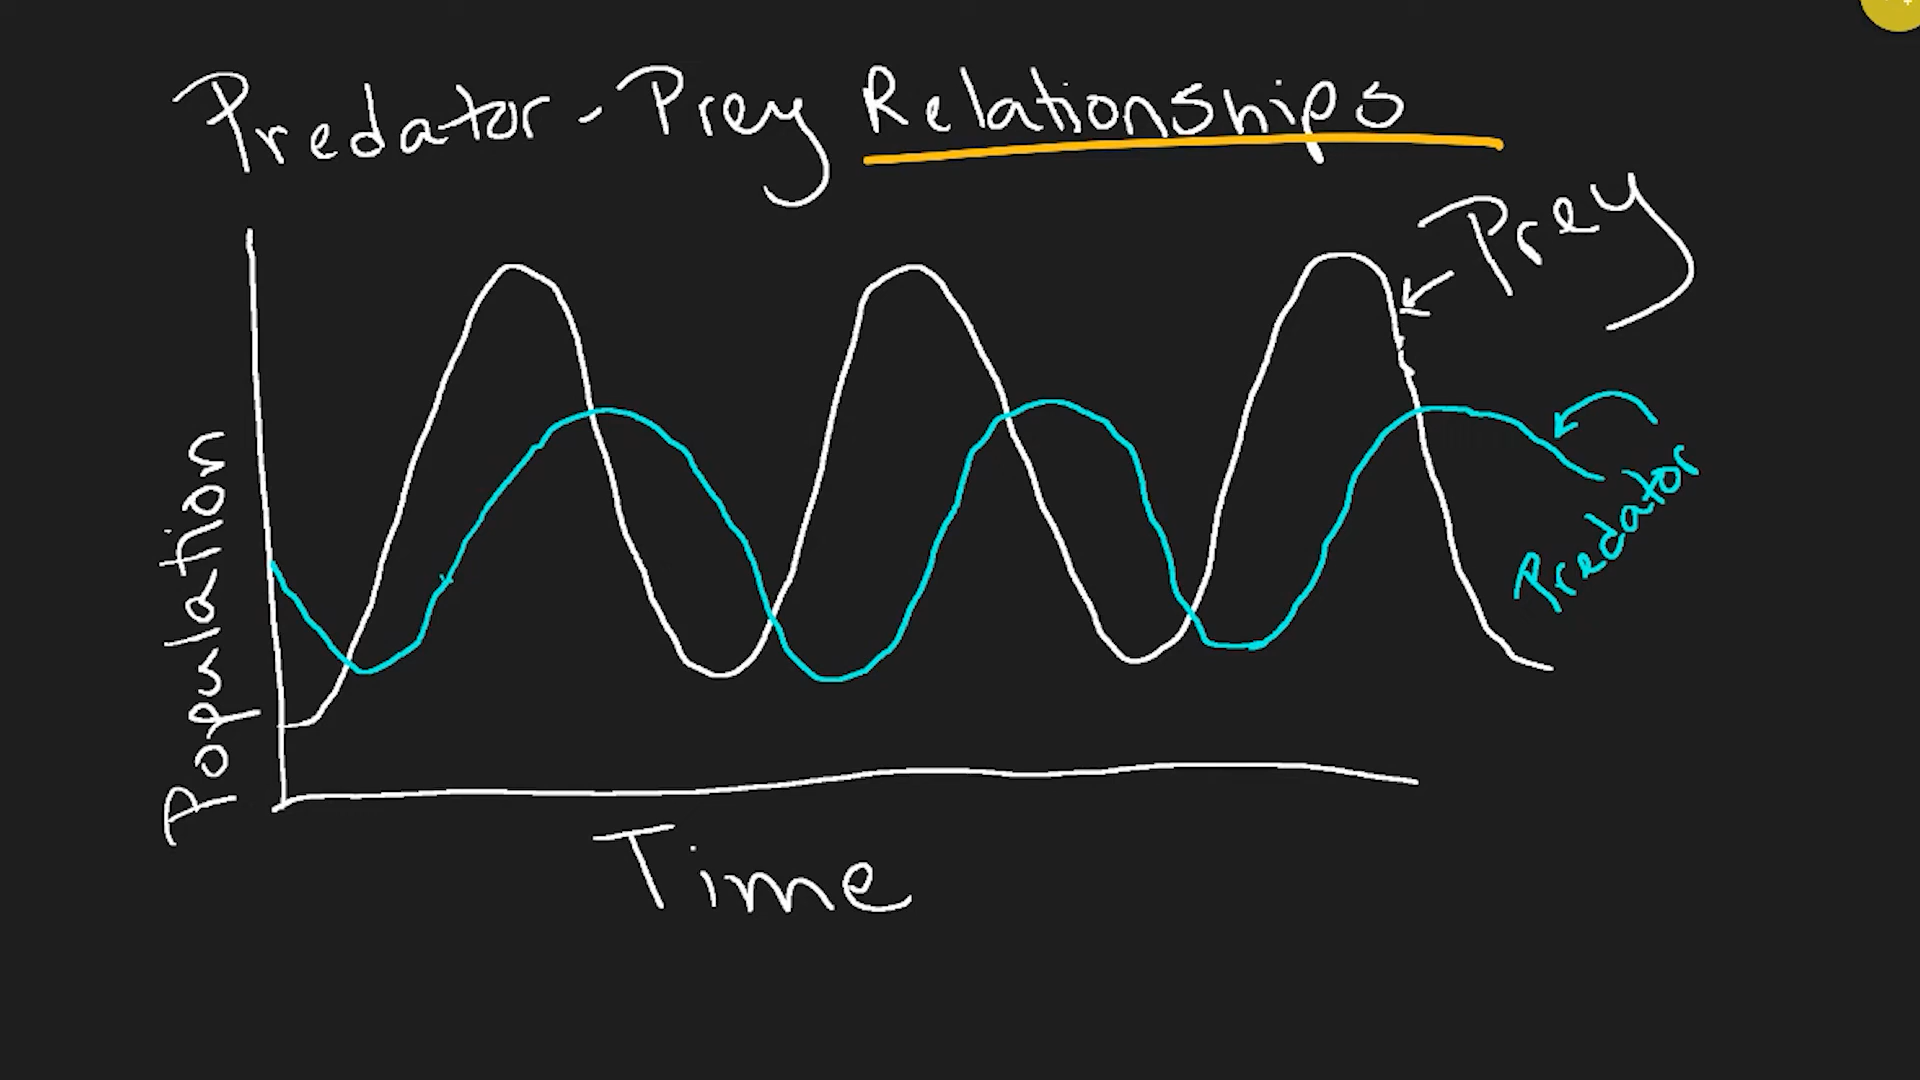 Predator - Prey Relationships
Prey
Predator
Population
Time